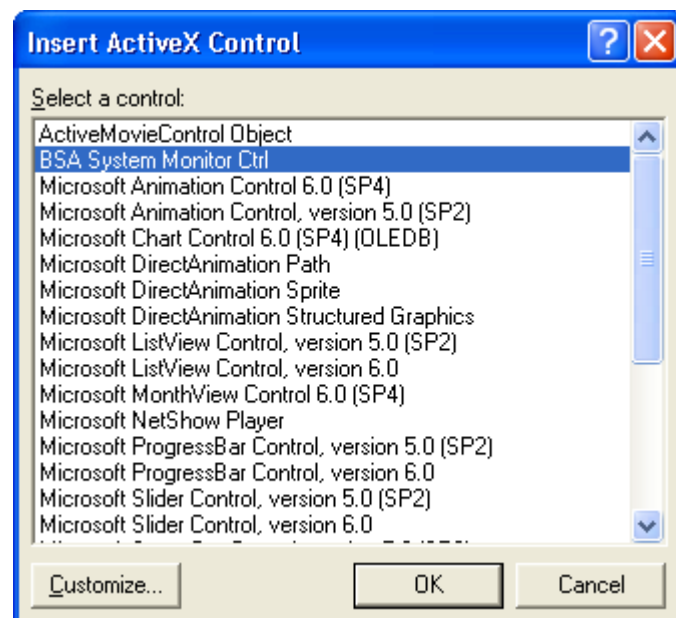 Insert ActiveX Control
Select a control:
ActiveMovieControl Object
BSA System Monitor Ctrl
Microsoft Animation Control 6.0 (SP4)
Microsoft Animation Control, version 5.0 (SP2)
Microsoft Chart Control 6.0 (SP4) (OLEDB)
Microsoft DirectAnimation Path
Microsoft DirectAnimation Sprite
Microsoft DirectAnimation Structured Graphics
Microsoft ListView Control, version 5.0 (SP2)
Microsoft ListView Control, version 6.0
Microsoft MonthView Control 6.0 (SP4)
Microsoft NetShow Player
Microsoft ProgressBar Control, version 5.0 (SP2)
Microsoft ProgressBar Control, version 6.0
Microsoft Slider Control, version 5.0 (SP2)
Microsoft Slider Control, version 6.0
Customize... OK Cancel